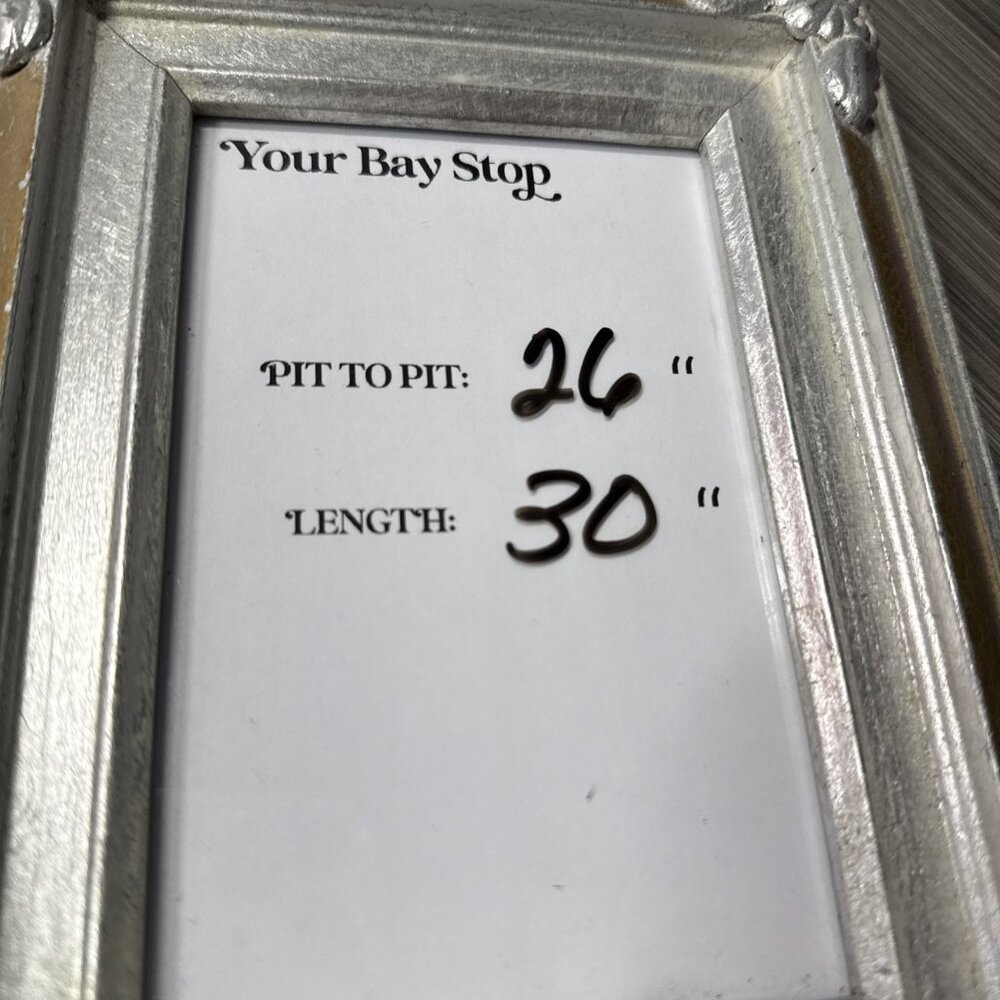 Your Bay Stop
PIT TO PIT: 26 "
LENGTH: 30 "